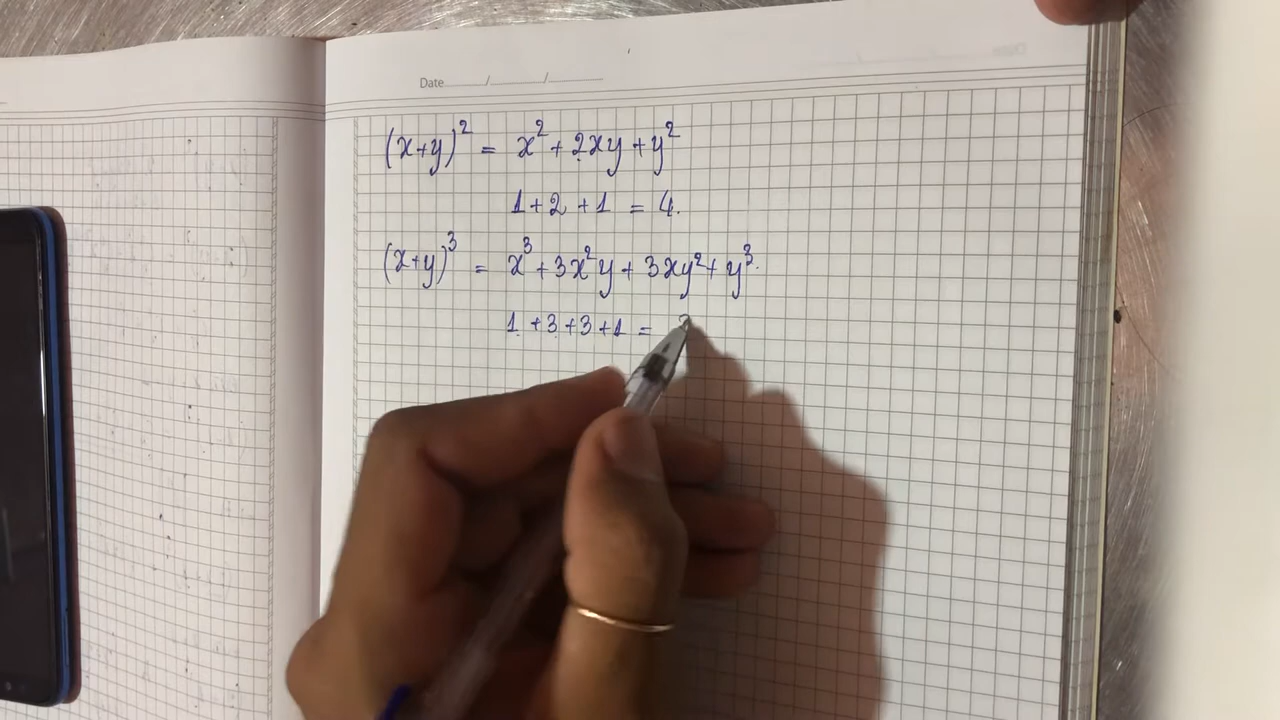 Date ......../......../........
(x+y)² = x² + 2xy + y²
1 + 2 + 1 = 4.
(x+y)³ = x³ + 3x²y + 3xy² + y³.
1 + 3 + 3 + 1 =